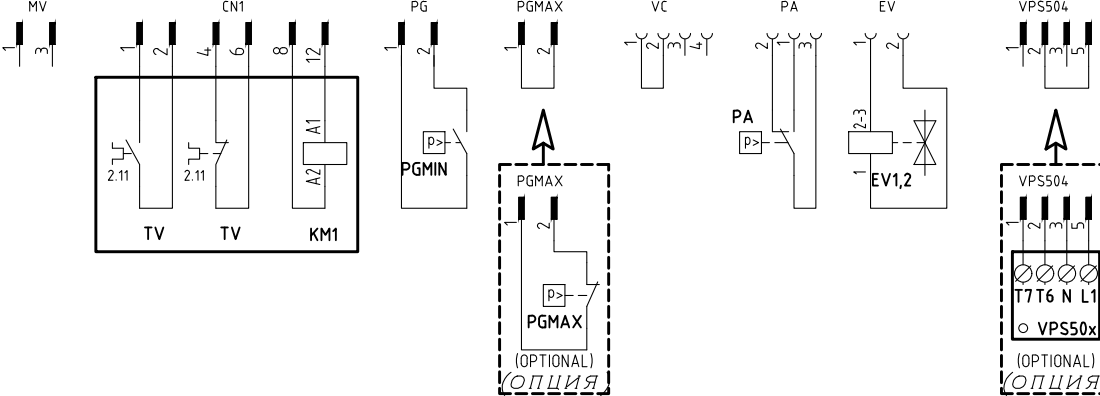 MV CN1 PG PGMAX VC PA EV VPS504
1 3 1 2 4 6 8 12 1 2 1 2 1 2 3 4 2 1 3 1 2 1 2 3 5
A1 PA 2-3
2.11 2.11 p> p>
A2 PGMIN 1 EV1,2
PGMAX VPS504
TV TV KM1 1 2 1 2 3 5
p> T7 T6 N L1
PGMAX VPS50x
(OPTIONAL) (OPTIONAL)
(ОПЦИЯ) (ОПЦИЯ